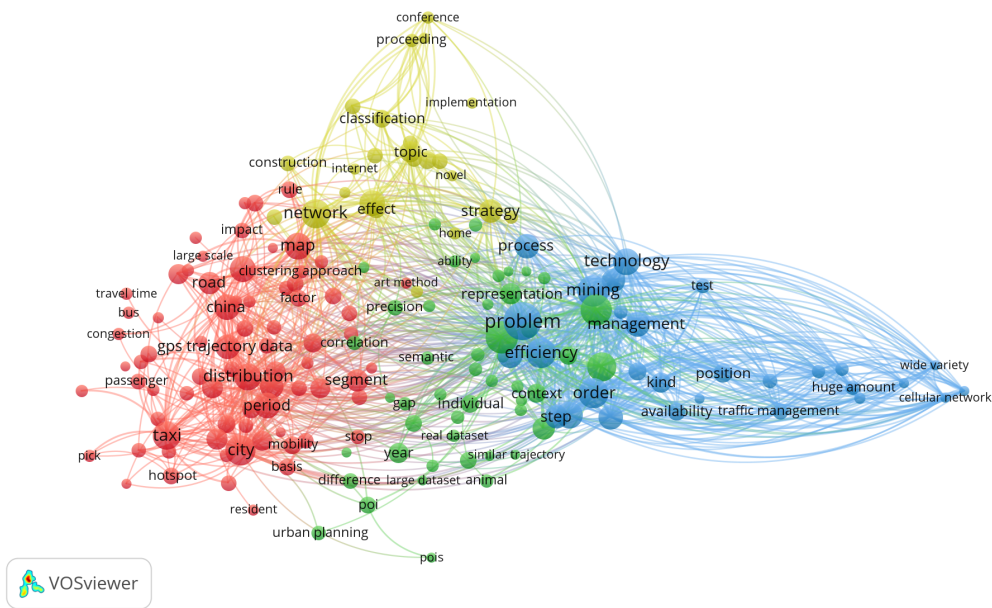 conference
proceeding
implementation
classification
topic
construction
internet
novel
rule
network
effect
strategy
home
impact
map
process
large scale
ability
technology
clustering approach
road
art method
mining
test
travel time
factor
representation
china
precision
bus
problem
management
congestion
gps trajectory data
correlation
semantic
efficiency
wide variety
passenger
distribution
segment
position
kind
huge amount
context
order
cellular network
period
gap
individual
availability
traffic management
step
taxi
stop
real dataset
mobility
city
year
similar trajectory
pick
basis
hotspot
difference
large dataset
animal
poi
resident
urban planning
pois
VOSviewer